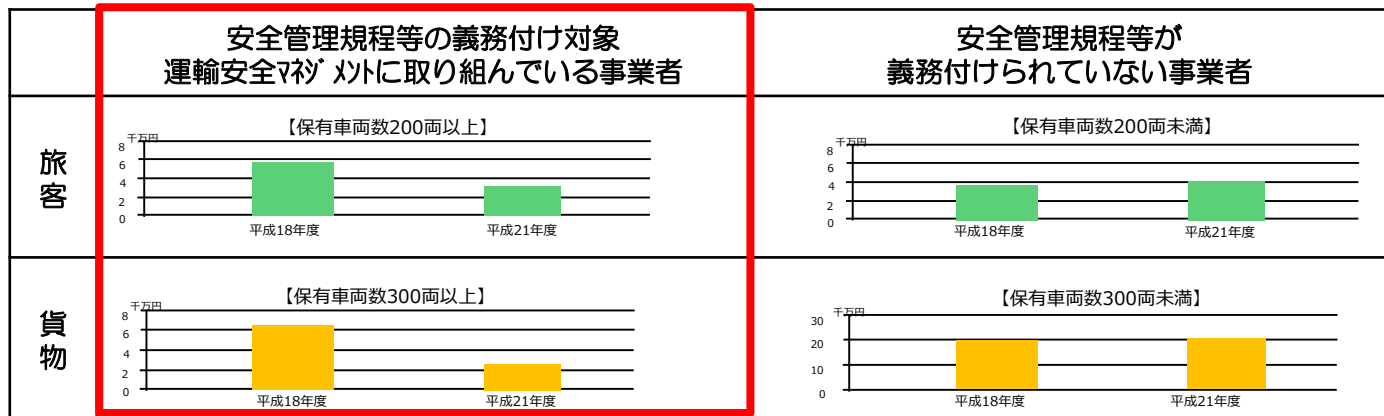 安全管理規程等の義務付け対象
運輸安全ﾏﾈｼﾞﾒﾝﾄに取り組んでいる事業者
安全管理規程等が
義務付けられていない事業者
旅客
【保有車両数200両以上】
千万円
8
6
4
2
0
平成18年度
平成21年度
【保有車両数200両未満】
千万円
8
6
4
2
0
平成18年度
平成21年度
貨物
【保有車両数300両以上】
千万円
8
6
4
2
0
平成18年度
平成21年度
【保有車両数300両未満】
千万円
30
20
10
0
平成18年度
平成21年度